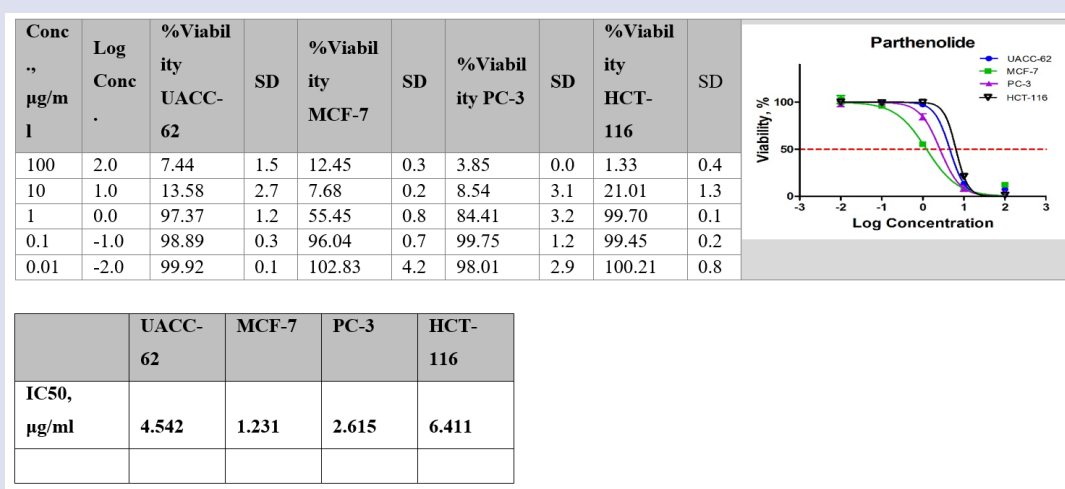 Conc., µg/ml | Log Conc. | %Viability UACC-62 | SD | %Viability MCF-7 | SD | %Viability PC-3 | SD | %Viability HCT-116 | SD
100 | 2.0 | 7.44 | 1.5 | 12.45 | 0.3 | 3.85 | 0.0 | 1.33 | 0.4
10 | 1.0 | 13.58 | 2.7 | 7.68 | 0.2 | 8.54 | 3.1 | 21.01 | 1.3
1 | 0.0 | 97.37 | 1.2 | 55.45 | 0.8 | 84.41 | 3.2 | 99.70 | 0.1
0.1 | -1.0 | 98.89 | 0.3 | 96.04 | 0.7 | 99.75 | 1.2 | 99.45 | 0.2
0.01 | -2.0 | 99.92 | 0.1 | 102.83 | 4.2 | 98.01 | 2.9 | 100.21 | 0.8
Parthenolide
UACC-62
MCF-7
PC-3
HCT-116
Viability, %
100
50
0
-3 -2 -1 0 1 2 3
Log Concentration
UACC-62 | MCF-7 | PC-3 | HCT-116
IC50, µg/ml | 4.542 | 1.231 | 2.615 | 6.411